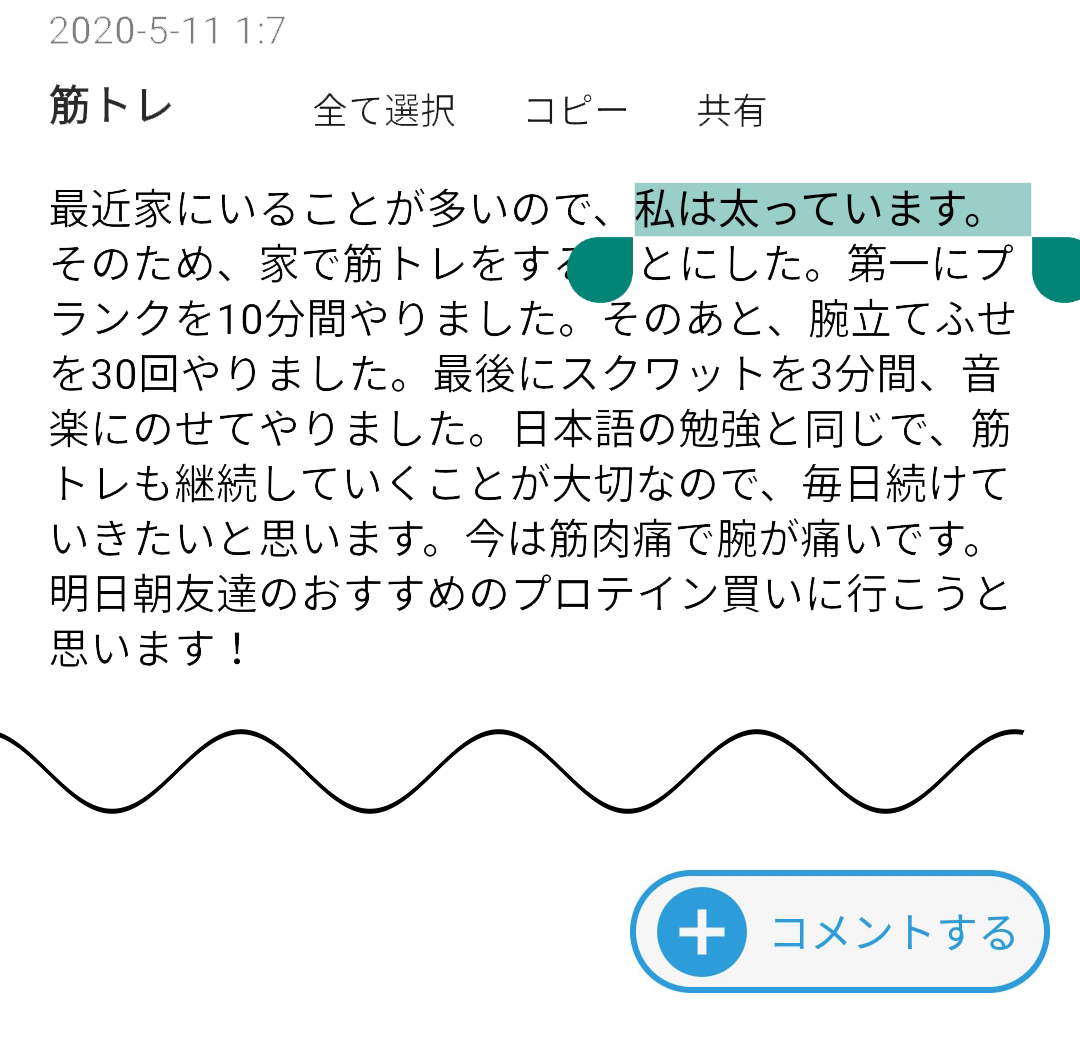 2020-5-11 1:7
筋トレ 全て選択 コピー 共有
最近家にいることが多いので、私は太っています。
そのため、家で筋トレをする とにした。第一にプ
ランクを10分間やりました。そのあと、腕立てふせ
を30回やりました。最後にスクワットを3分間、音
楽にのせてやりました。日本語の勉強と同じで、筋
トレも継続していくことが大切なので、毎日続けて
いきたいと思います。今は筋肉痛で腕が痛いです。
明日朝友達のおすすめのプロテイン買いに行こうと
思います！
コメントする